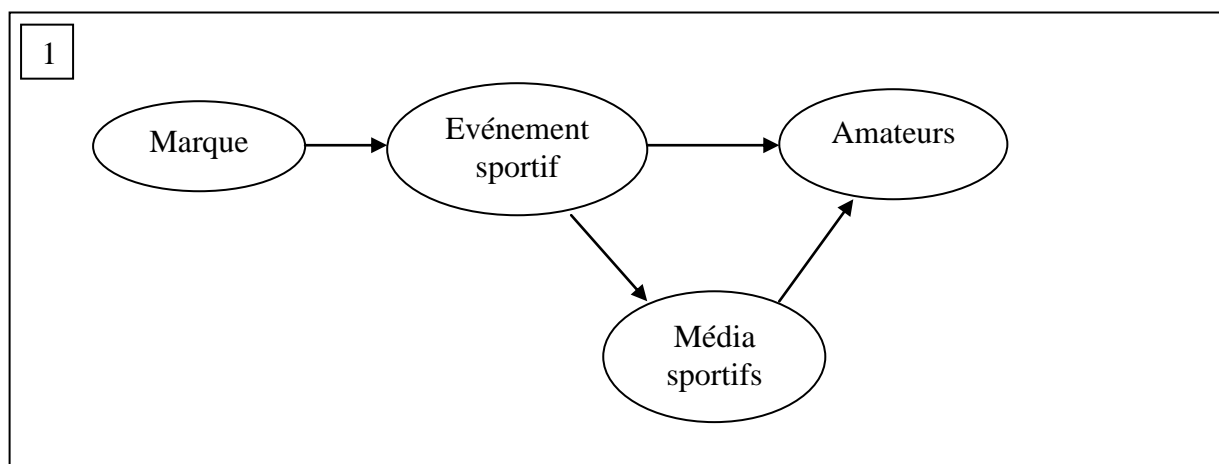 1
Marque
Evénement
sportif
Amateurs
Média
sportifs